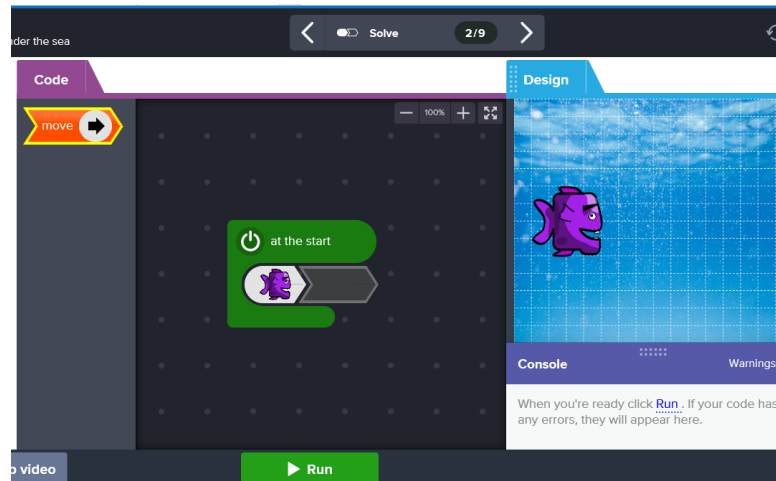 nder the sea
Solve
2/9
Code
Design
move
100%
at the start
Console
Warnings
When you're ready click Run . If your code has
any errors, they will appear here.
video
Run